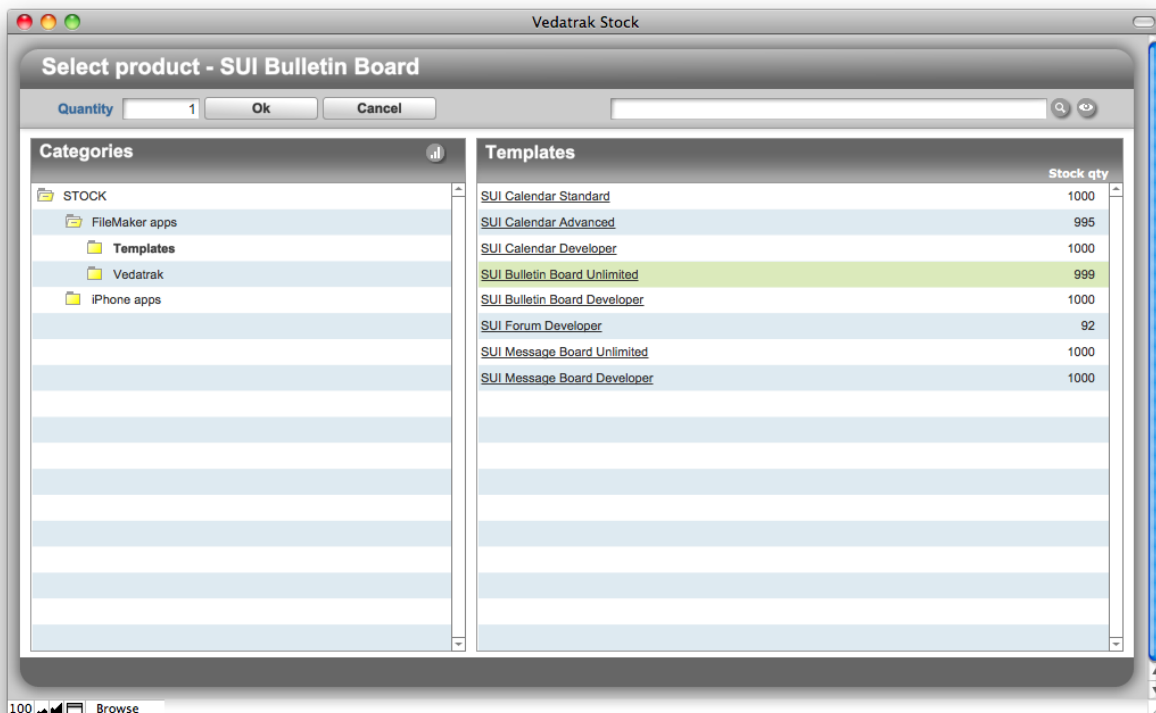 Vedatrak Stock
Select product - SUI Bulletin Board
Quantity 1 Ok Cancel
Categories
STOCK
FileMaker apps
Templates
Vedatrak
iPhone apps
Templates
Stock qty
SUI Calendar Standard 1000
SUI Calendar Advanced 995
SUI Calendar Developer 1000
SUI Bulletin Board Unlimited 999
SUI Bulletin Board Developer 1000
SUI Forum Developer 92
SUI Message Board Unlimited 1000
SUI Message Board Developer 1000
100 Browse